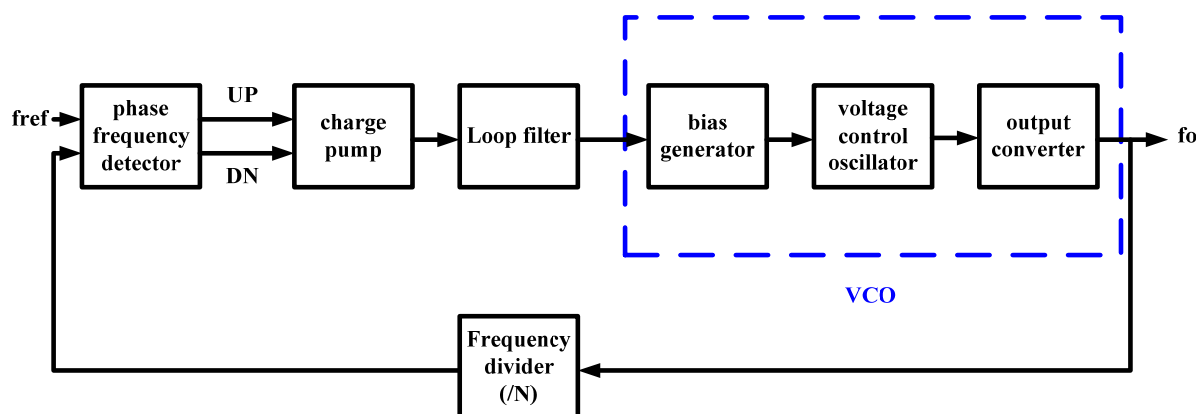 fref
phase
frequency
detector
UP
DN
charge
pump
Loop filter
bias
generator
voltage
control
oscillator
output
converter
fo
VCO
Frequency
divider
(/N)